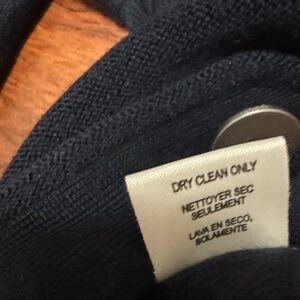 DRY CLEAN ONLY
NETTOYER SEC
SEULEMENT
LAVA EN SECO,
SOLAMENTE